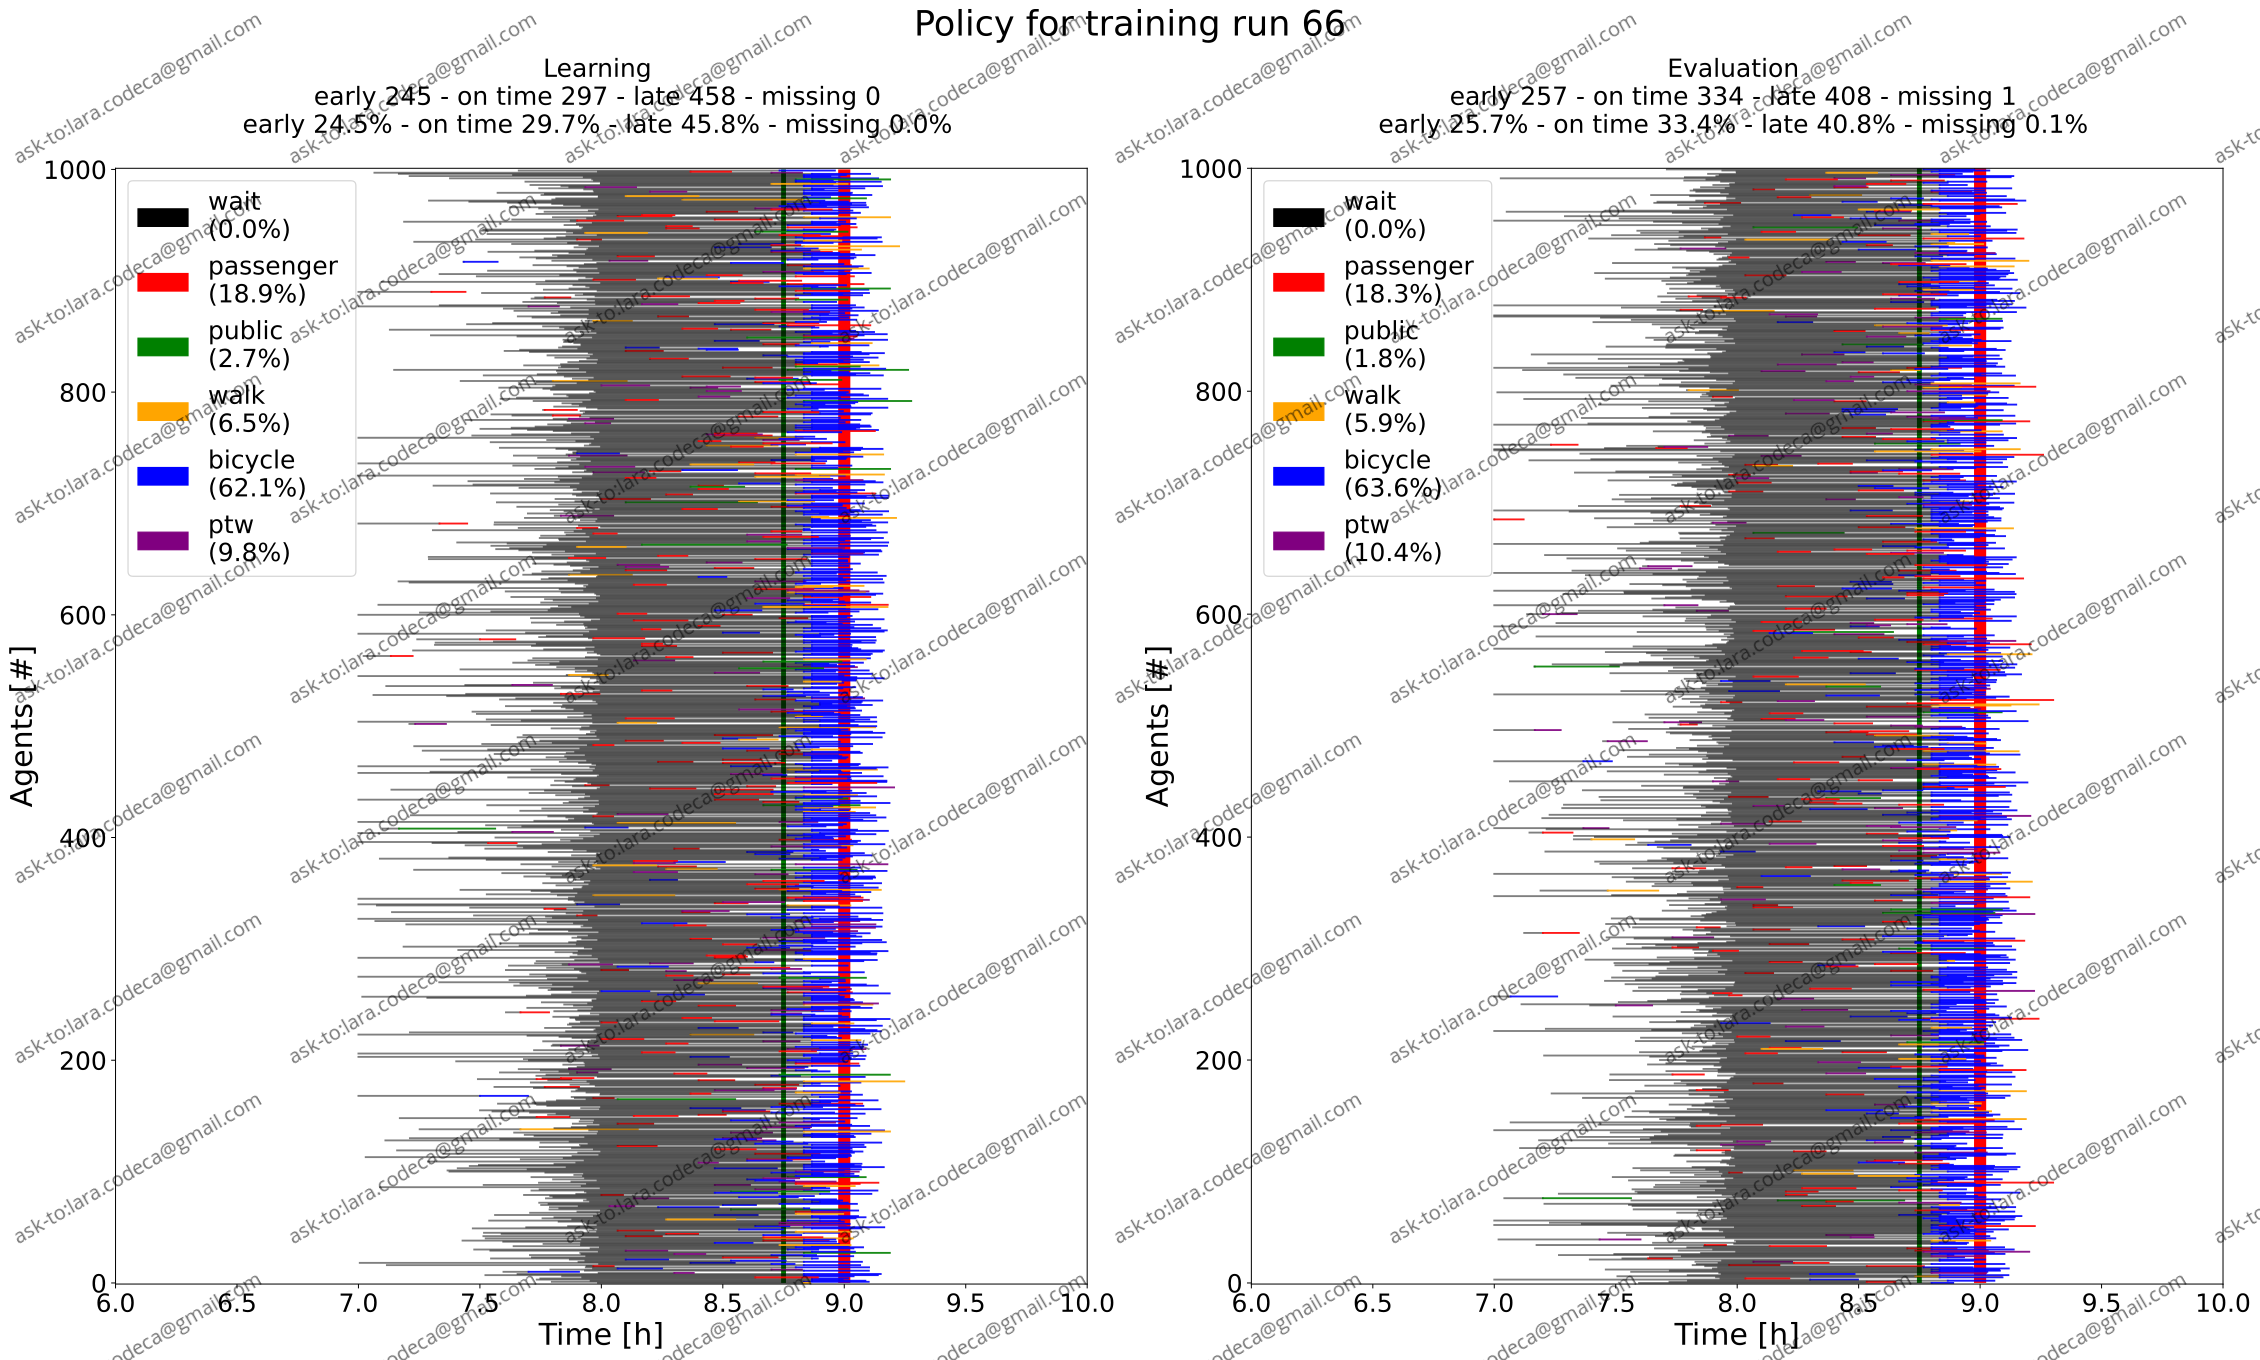 Policy for training run 66
Learning
early 245 - on time 297 - late 458 - missing 0
early 24.5% - on time 29.7% - late 45.8% - missing 0.0%
Agents [#]
1000
800
600
400
200
0
wait
(0.0%)
passenger
(18.9%)
public
(2.7%)
walk
(6.5%)
bicycle
(62.1%)
ptw
(9.8%)
6.0 6.5 7.0 7.5 8.0 8.5 9.0 9.5 10.0
Time [h]
Evaluation
early 257 - on time 334 - late 408 - missing 1
early 25.7% - on time 33.4% - late 40.8% - missing 0.1%
Agents [#]
1000
800
600
400
200
0
wait
(0.0%)
passenger
(18.3%)
public
(1.8%)
walk
(5.9%)
bicycle
(63.6%)
ptw
(10.4%)
6.0 6.5 7.0 7.5 8.0 8.5 9.0 9.5 10.0
Time [h]
ask-to:lara.codeca@gmail.com